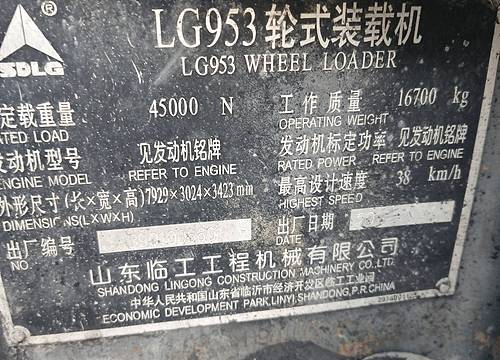 ®
SDLG
LG953轮式装载机
LG953 WHEEL LOADER
定载重量 45000 N 工作质量 16700 kg
ATED LOAD OPERATING WEIGHT
发动机型号 见发动机铭牌 发动机标定功率 见发动机铭牌
ENGINE MODEL REFER TO ENGINE RATED POWER REFER TO ENGINE
外形尺寸(长×宽×高)7929×3024×3423 mm 最高设计速度 38 km/h
DIMENSIONS(L×W×H) HIGHEST SPEED
出厂编号 出厂日期
NO. DATE
山东临工工程机械有限公司
SHANDONG LINGONG CONSTRUCTION MACHINERY CO.,LTD.
中华人民共和国山东省临沂市经济开发区临工工业园
ECONOMIC DEVELOPMENT PARK,LINYI,SHANDONG,P.R.CHINA